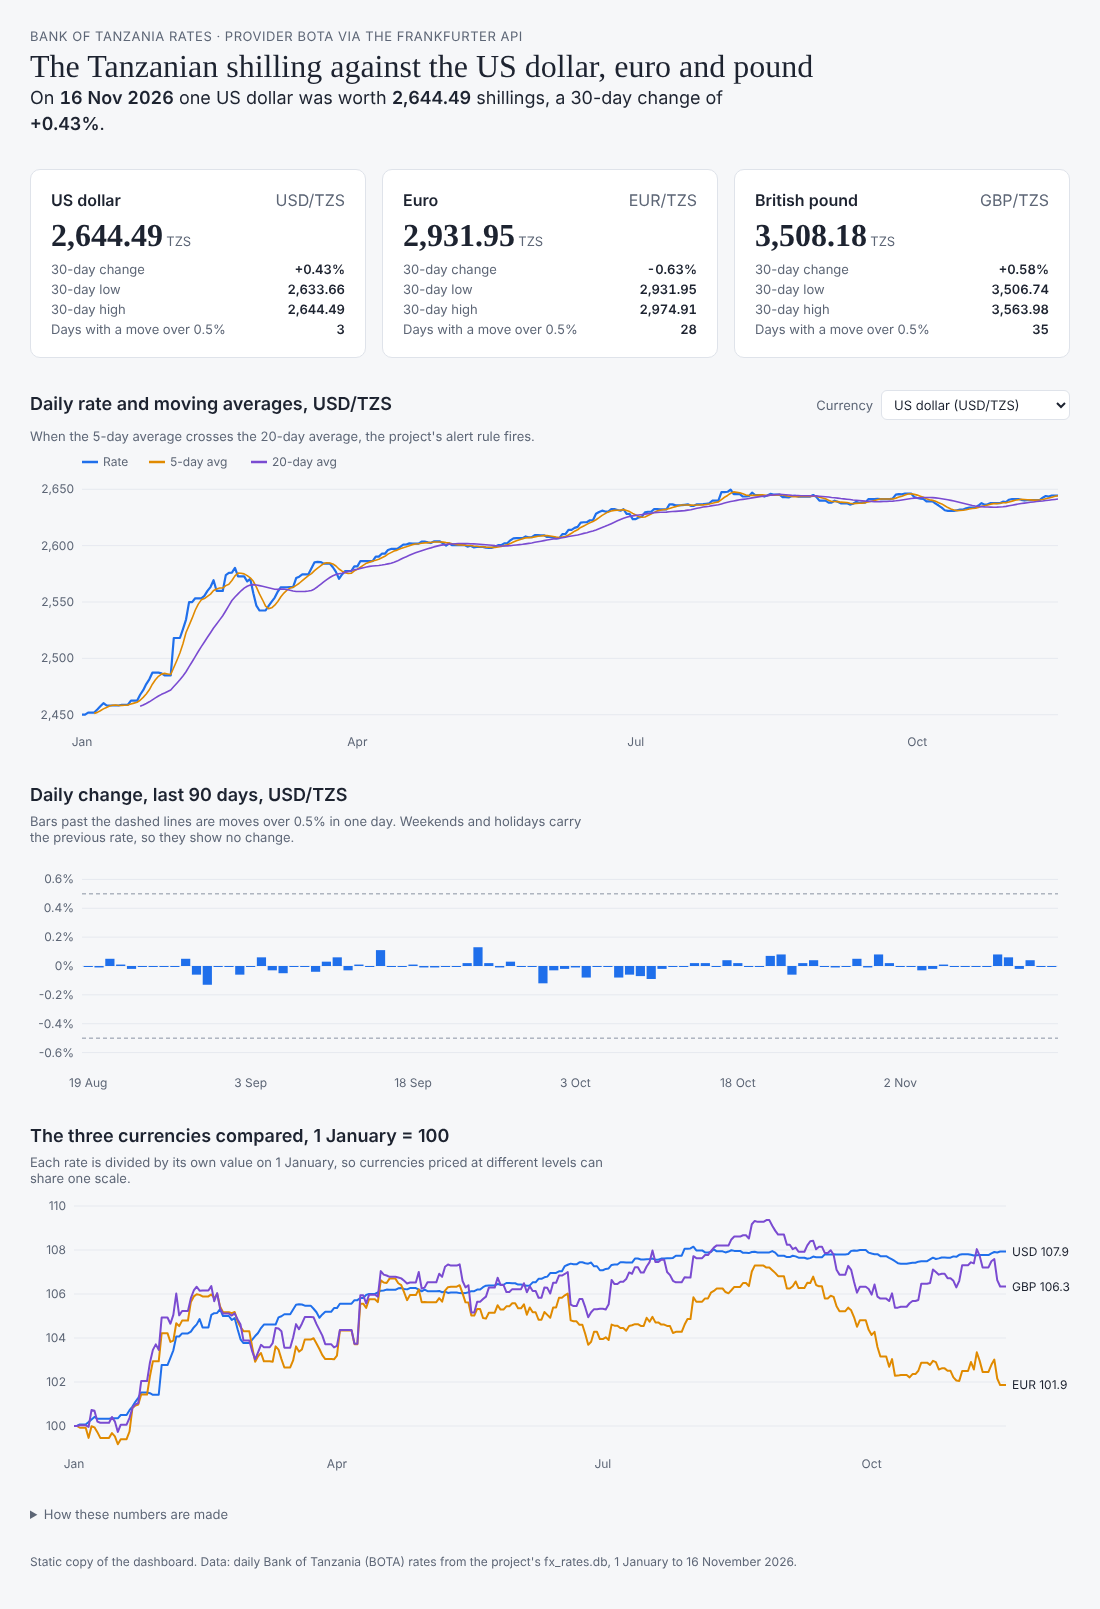 BANK OF TANZANIA RATES · PROVIDER BOTA VIA THE FRANKFURTER API
The Tanzanian shilling against the US dollar, euro and pound
On 16 Nov 2026 one US dollar was worth 2,644.49 shillings, a 30-day change of
+0.43%.
US dollar USD/TZS
2,644.49 TZS
30-day change +0.43%
30-day low 2,633.66
30-day high 2,644.49
Days with a move over 0.5% 3
Euro EUR/TZS
2,931.95 TZS
30-day change -0.63%
30-day low 2,931.95
30-day high 2,974.91
Days with a move over 0.5% 28
British pound GBP/TZS
3,508.18 TZS
30-day change +0.58%
30-day low 3,506.74
30-day high 3,563.98
Days with a move over 0.5% 35
Daily rate and moving averages, USD/TZS
Currency US dollar (USD/TZS)
When the 5-day average crosses the 20-day average, the project's alert rule fires.
Rate 5-day avg 20-day avg
2,650
2,600
2,550
2,500
2,450
Jan Apr Jul Oct
Daily change, last 90 days, USD/TZS
Bars past the dashed lines are moves over 0.5% in one day. Weekends and holidays carry
the previous rate, so they show no change.
0.6%
0.4%
0.2%
0%
-0.2%
-0.4%
-0.6%
19 Aug 3 Sep 18 Sep 3 Oct 18 Oct 2 Nov
The three currencies compared, 1 January = 100
Each rate is divided by its own value on 1 January, so currencies priced at different levels can
share one scale.
110
108
106
104
102
100
USD 107.9
GBP 106.3
EUR 101.9
Jan Apr Jul Oct
How these numbers are made
Static copy of the dashboard. Data: daily Bank of Tanzania (BOTA) rates from the project's fx_rates.db, 1 January to 16 November 2026.